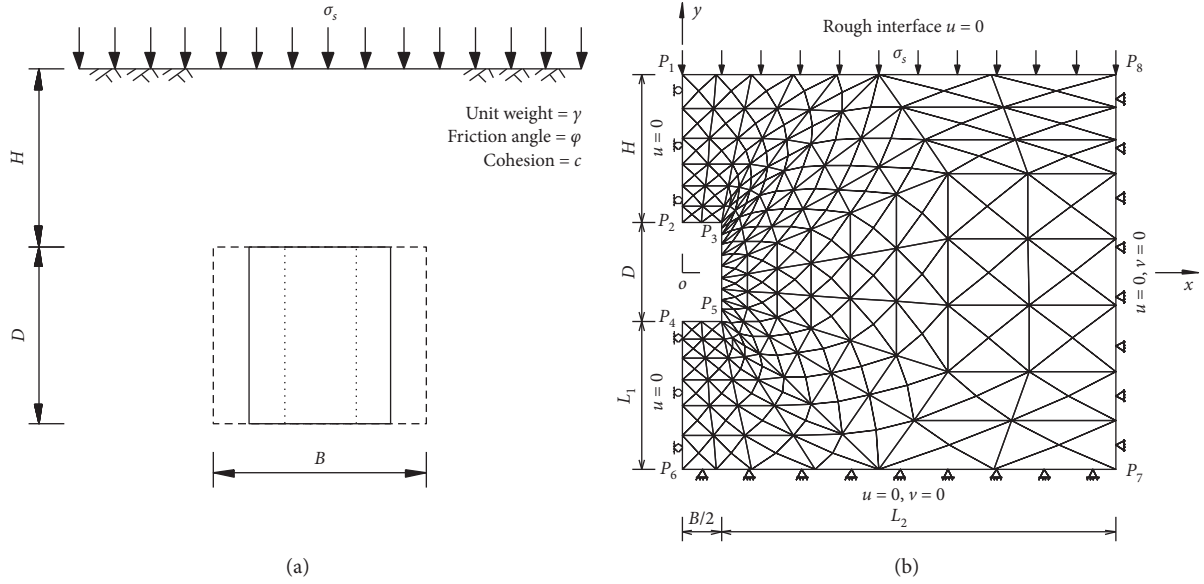 σs
H
Unit weight = γ
Friction angle = φ
Cohesion = c
D
B
(a)
y
Rough interface u = 0
P1
σs
P8
H
u = 0
P2
P3
D
o
x
u = 0, v = 0
P5
P4
L1
u = 0
P6
P7
u = 0, v = 0
B/2
L2
(b)